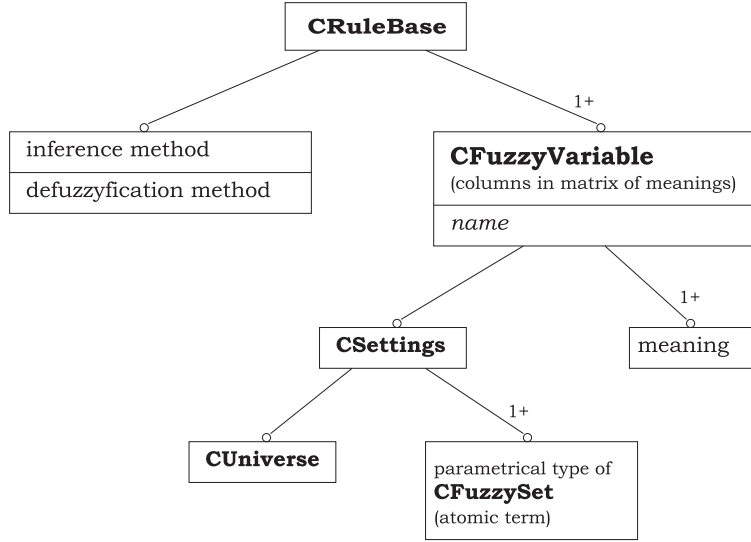 CRuleBase
1+
inference method
defuzzyfication method
CFuzzyVariable
(columns in matrix of meanings)
name
1+
CSettings
meaning
1+
CUniverse
parametrical type of
CFuzzySet
(atomic term)